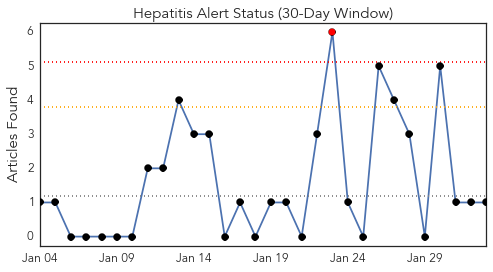 Hepatitis Alert Status (30-Day Window)
Articles Found
6
5
4
3
2
1
0
Jan 04 Jan 09 Jan 14 Jan 19 Jan 24 Jan 29